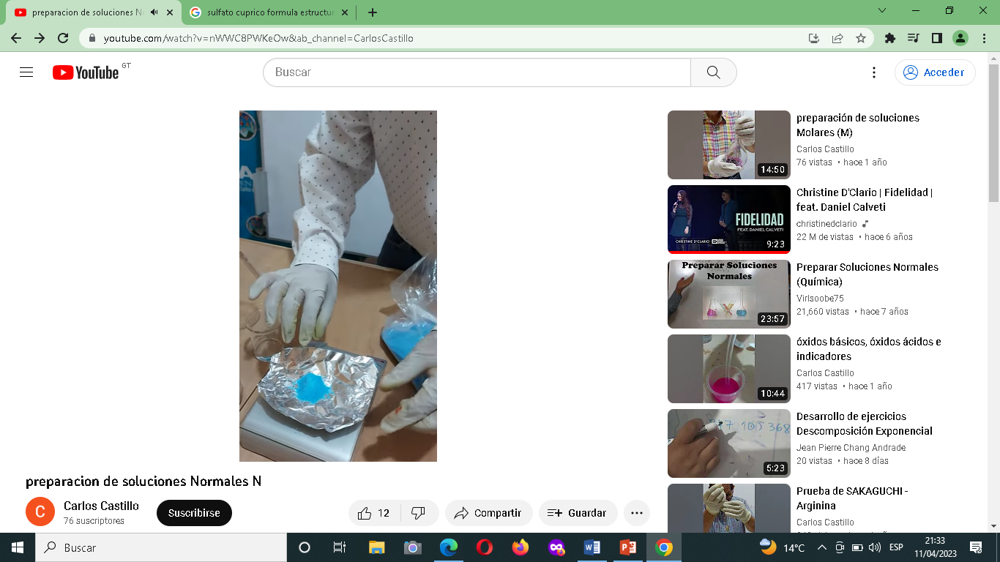 preparacion de soluciones N
sulfato cuprico formula estructur
youtube.com/watch?v=nWWC8PWKeOw&ab_channel=CarlosCastillo
YouTube GT
Buscar
Acceder
preparación de soluciones
Molares (M)
Carlos Castillo
76 vistas • hace 1 año
14:50
Christine D'Clario | Fidelidad |
feat. Daniel Calveti
christinedclario
22 M de vistas • hace 6 años
FIDELIDAD
FEAT. DANIEL CALVETI
CHRISTINE D'CLARIO
9:23
Preparar Soluciones
Normales
23:57
Preparar Soluciones Normales
(Química)
Virlsoobe75
21,660 vistas • hace 7 años
óxidos básicos, óxidos ácidos e
indicadores
Carlos Castillo
417 vistas • hace 1 año
10:44
Desarrollo de ejercicios
Descomposición Exponencial
Jean Pierre Chang Andrade
20 vistas • hace 8 días
5:23
Prueba de SAKAGUCHI -
Arginina
Carlos Castillo
preparacion de soluciones Normales N
C
Carlos Castillo
76 suscriptores
Suscribirse
12
Compartir
Guardar
Buscar
14°C
ESP
21:33
11/04/2023